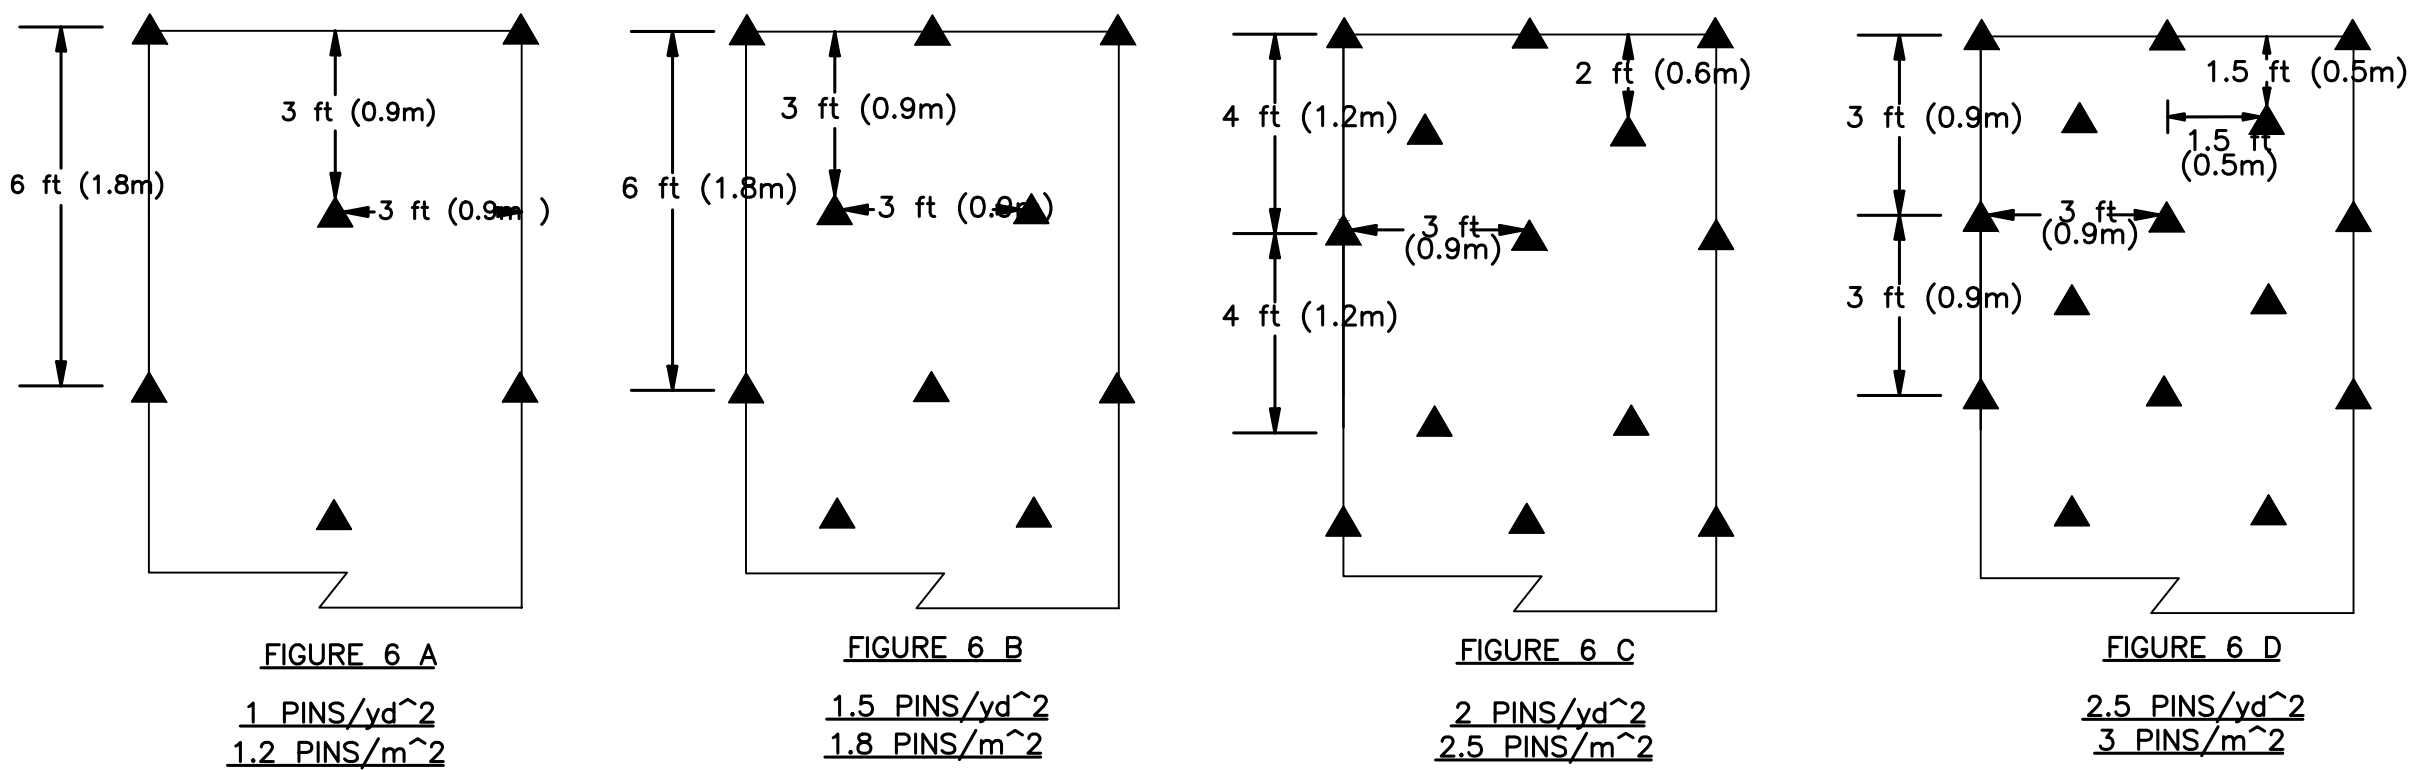 6 ft (1.8m)
3 ft (0.9m)
3 ft (0.9m )
FIGURE 6 A
1 PINS/yd^2
1.2 PINS/m^2
6 ft (1.8m)
3 ft (0.9m)
3 ft (0.9m)
FIGURE 6 B
1.5 PINS/yd^2
1.8 PINS/m^2
4 ft (1.2m)
2 ft (0.6m)
3 ft
(0.9m)
4 ft (1.2m)
FIGURE 6 C
2 PINS/yd^2
2.5 PINS/m^2
3 ft (0.9m)
1.5 ft (0.5m)
1.5 ft
(0.5m)
3 ft
(0.9m)
3 ft (0.9m)
FIGURE 6 D
2.5 PINS/yd^2
3 PINS/m^2